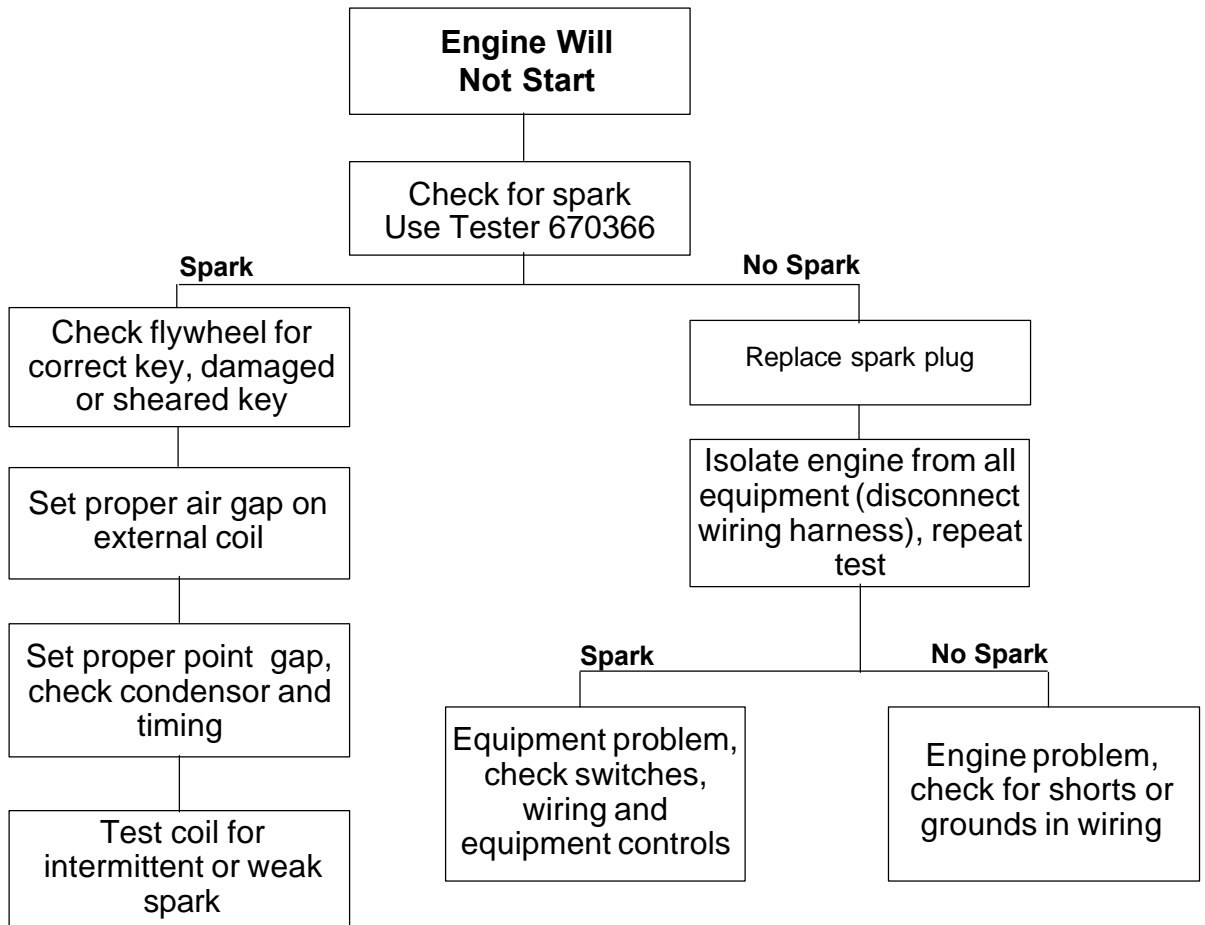 Engine Will
Not Start
Check for spark
Use Tester 670366
Spark
No Spark
Check flywheel for
correct key, damaged
or sheared key
Replace spark plug
Set proper air gap on
external coil
Isolate engine from all
equipment (disconnect
wiring harness), repeat
test
Set proper point gap,
check condensor and
timing
Spark
No Spark
Equipment problem,
check switches,
wiring and
equipment controls
Engine problem,
check for shorts or
grounds in wiring
Test coil for
intermittent or weak
spark